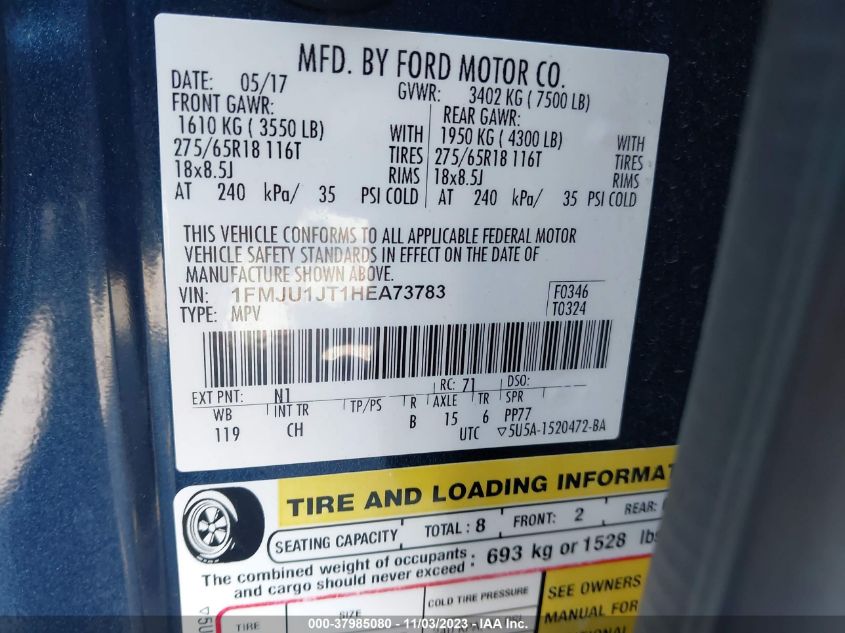 MFD. BY FORD MOTOR CO.
DATE: 05/17 GVWR: 3402 KG ( 7500 LB)
FRONT GAWR: REAR GAWR:
1610 KG ( 3550 LB) WITH 1950 KG ( 4300 LB) WITH
275/65R18 116T TIRES 275/65R18 116T TIRES
18x8.5J RIMS 18x8.5J RIMS
AT 240 kPa/ 35 PSI COLD AT 240 kPa/ 35 PSI COLD
THIS VEHICLE CONFORMS TO ALL APPLICABLE FEDERAL MOTOR
VEHICLE SAFETY STANDARDS IN EFFECT ON THE DATE OF
MANUFACTURE SHOWN ABOVE.
VIN: 1FMJU1JT1HEA73783 F0346
TYPE: MPV T0324
EXT PNT: N1 RC: 71 DSO:
WB INT TR TP/PS R AXLE TR SPR
119 CH B 15 6 PP77
UTC ▽5U5A-1520472-BA
TIRE AND LOADING
SEATING CAPACITY TOTAL : 8 FRONT: 2 REAR:
The combined weight of occupants and cargo should never exceed : 693 kg or 1528 lbs
TIRE SIZE COLD TIRE PRESSURE SEE OWNERS
MANUAL FOR
000-37985080 - 11/03/2023 - IAA Inc.